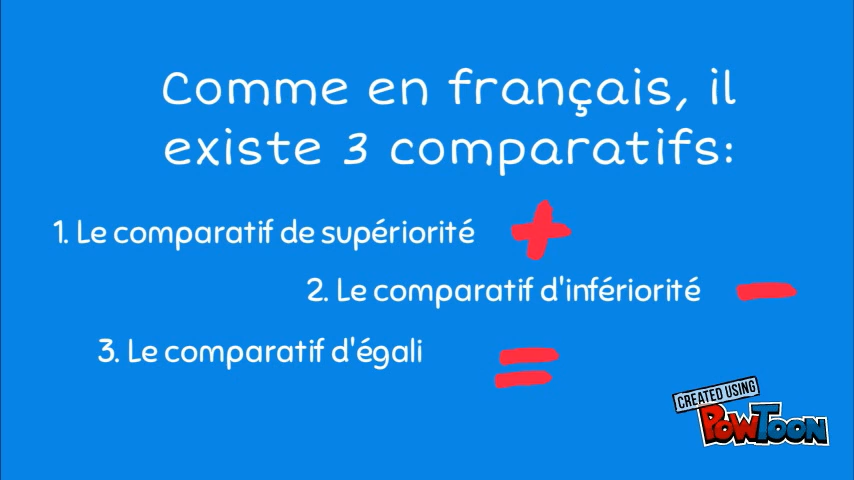 Comme en français, il
existe 3 comparatifs:
1. Le comparatif de supériorité +
2. Le comparatif d'infériorité −
3. Le comparatif d'égali =
CREATED USING
POWTOON